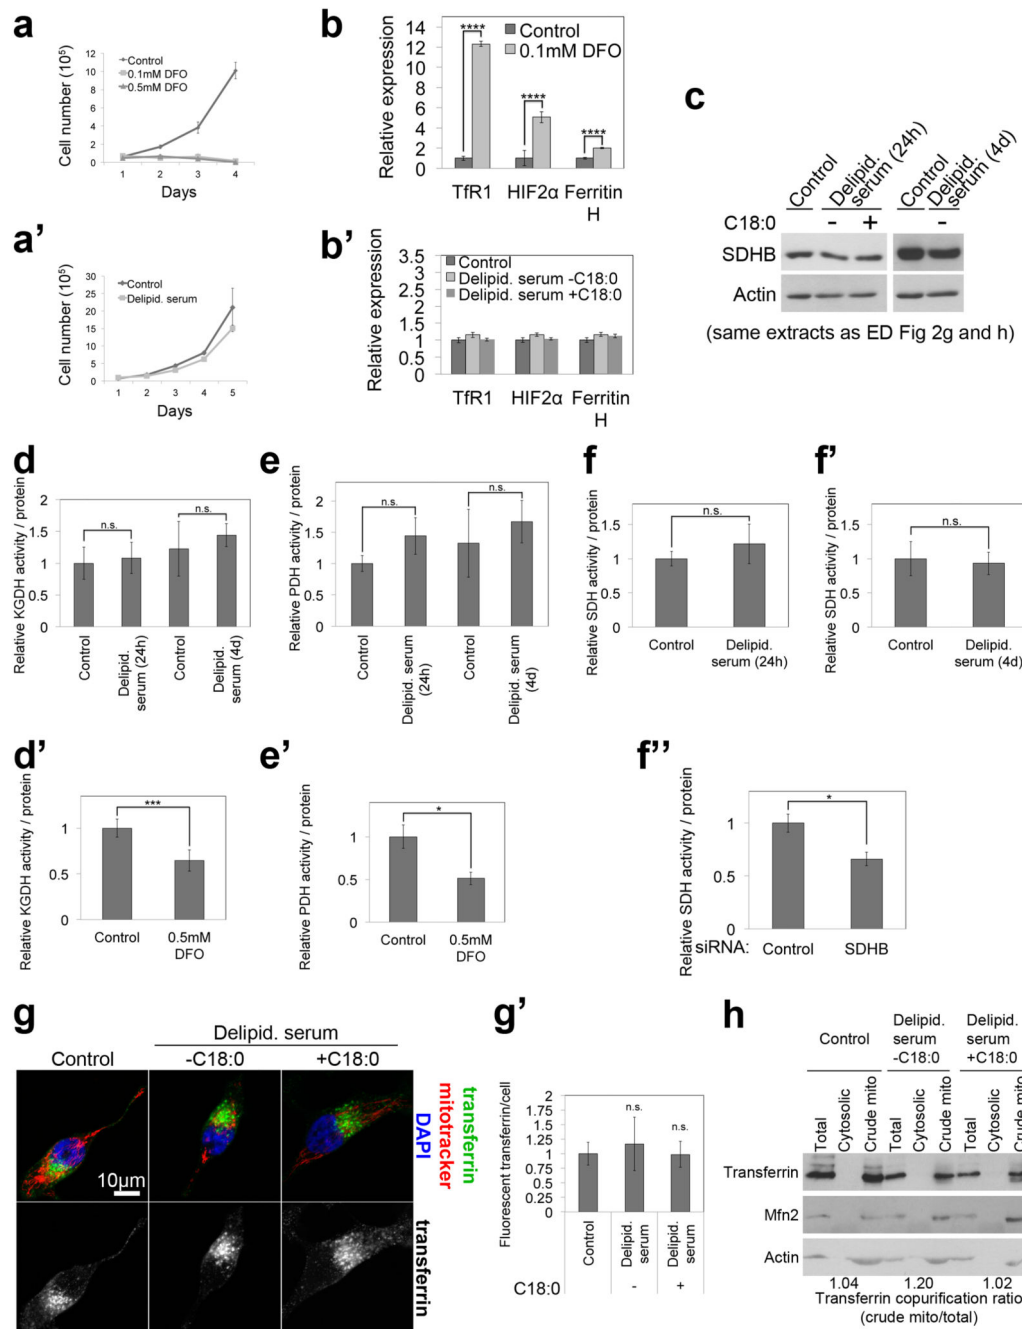 a
Cell number (10⁵)
12
10
8
6
4
2
0
Control
0.1mM DFO
0.5mM DFO
1 2 3 4
Days
b
Relative expression
14
12
10
8
6
4
2
0
****
****
****
Control
0.1mM DFO
TfR1 HIF2α Ferritin
H
c
Control
Delipid.
serum (24h)
Control
Delipid.
serum (4d)
C18:0 - + -
SDHB
Actin
(same extracts as ED Fig 2g and h)
a'
Cell number (10⁵)
30
25
20
15
10
5
0
Control
Delipid. serum
1 2 3 4 5
Days
b'
Relative expression
3.5
3
2.5
2
1.5
1
0.5
0
Control
Delipid. serum -C18:0
Delipid. serum +C18:0
TfR1 HIF2α Ferritin
H
d
Relative KGDH activity / protein
2
1.5
1
0.5
0
n.s.
n.s.
Control
Delipid.
serum (24h)
Control
Delipid.
serum (4d)
e
Relative PDH activity / protein
2
1.5
1
0.5
0
n.s.
n.s.
Control
Delipid. serum
(24h)
Control
Delipid. serum
(4d)
f
Relative SDH activity / protein
1.5
1
0.5
0
n.s.
Control Delipid.
serum (24h)
f'
Relative SDH activity / protein
1.5
1
0.5
0
n.s.
Control Delipid.
serum (4d)
d'
Relative KGDH activity / protein
1
0.5
0
***
Control 0.5mM
DFO
e'
Relative PDH activity / protein
1
0.5
0
*
Control 0.5mM
DFO
f''
Relative SDH activity / protein
1
0.5
0
*
siRNA: Control SDHB
g
Delipid. serum
Control -C18:0 +C18:0
10µm
transferrin
mitotracker
DAPI
transferrin
g'
Fluorescent transferrin/cell
2
1.75
1.5
1.25
1
0.75
0.5
0.25
0
n.s.
n.s.
Control
Delipid.
serum
Delipid.
serum
C18:0 - +
h
Control
Delipid.
serum
-C18:0
Delipid.
serum
+C18:0
Total
Cytosolic
Crude mito
Total
Cytosolic
Crude mito
Total
Cytosolic
Crude mito
Transferrin
Mfn2
Actin
1.04 1.20 1.02
Transferrin copurification ratio
(crude mito/total)